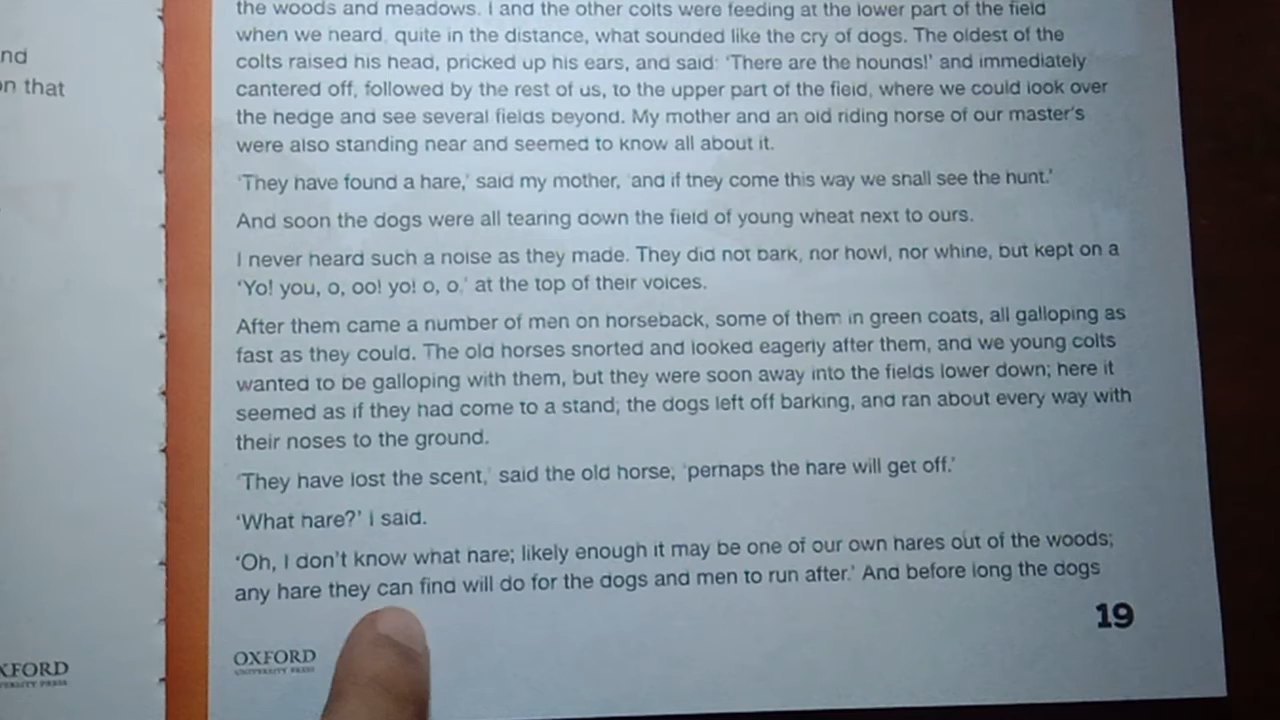 nd
n that
XFORD
the woods and meadows. I and the other colts were feeding at the lower part of the field
when we heard, quite in the distance, what sounded like the cry of dogs. The oldest of the
colts raised his head, pricked up his ears, and said: ‘There are the hounds!’ and immediately
cantered off, followed by the rest of us, to the upper part of the field, where we could look over
the hedge and see several fields beyond. My mother and an old riding horse of our master's
were also standing near and seemed to know all about it.
‘They have found a hare,’ said my mother, ‘and if they come this way we shall see the hunt.’
And soon the dogs were all tearing down the field of young wheat next to ours.
I never heard such a noise as they made. They did not bark, nor howl, nor whine, but kept on a
‘Yo! you, o, oo! yo! o, o,’ at the top of their voices.
After them came a number of men on horseback, some of them in green coats, all galloping as
fast as they could. The old horses snorted and looked eagerly after them, and we young colts
wanted to be galloping with them, but they were soon away into the fields lower down; here it
seemed as if they had come to a stand; the dogs left off barking, and ran about every way with
their noses to the ground.
‘They have lost the scent,’ said the old horse; ‘perhaps the hare will get off.’
‘What hare?’ I said.
‘Oh, I don't know what hare; likely enough it may be one of our own hares out of the woods;
any hare they can find will do for the dogs and men to run after.’ And before long the dogs
19
OXFORD
UNIVERSITY PRESS